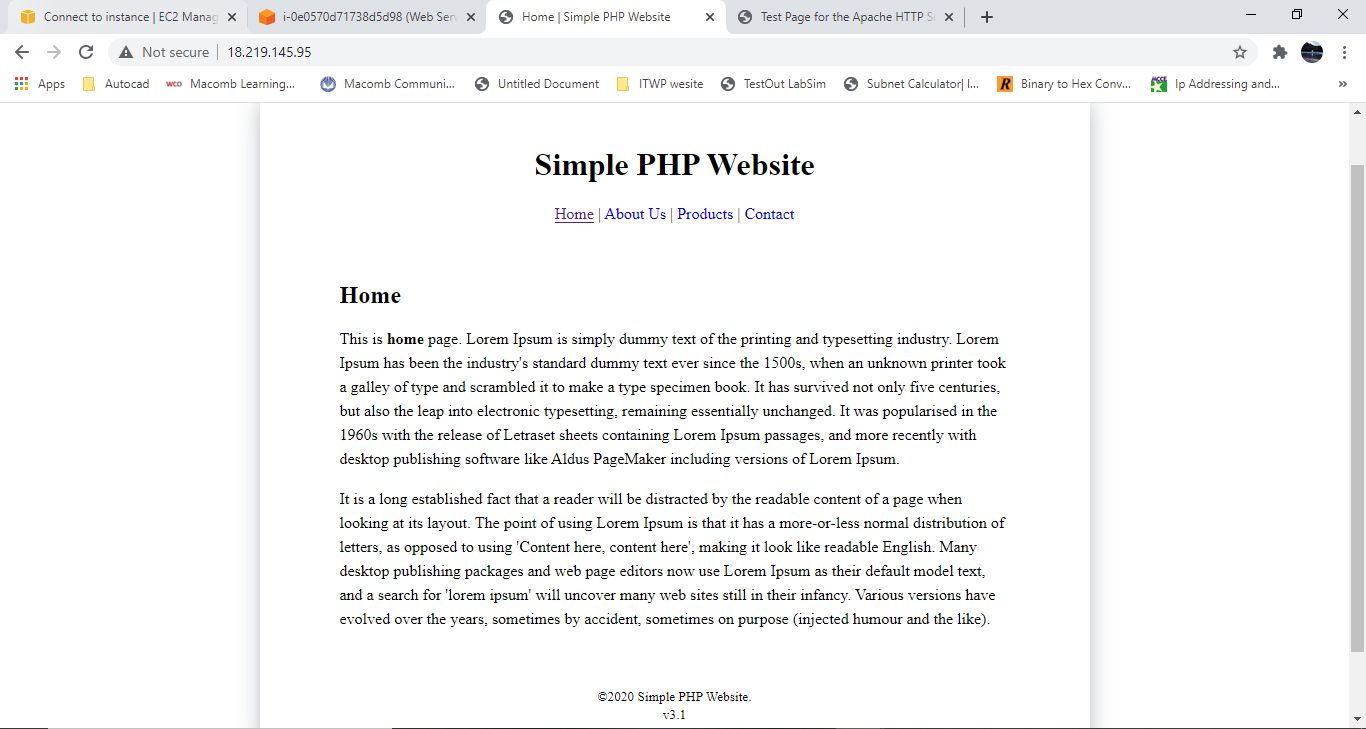 Connect to instance | EC2 Manag
i-0e0570d71738d5d98 (Web Serv
Home | Simple PHP Website
Test Page for the Apache HTTP S
Not secure | 18.219.145.95
Apps
Autocad
wco Macomb Learning...
Macomb Communi...
Untitled Document
ITWP wesite
TestOut LabSim
Subnet Calculator| I...
R Binary to Hex Conv...
Ip Addressing and...
»
Simple PHP Website
Home | About Us | Products | Contact
Home
This is home page. Lorem Ipsum is simply dummy text of the printing and typesetting industry. Lorem
Ipsum has been the industry's standard dummy text ever since the 1500s, when an unknown printer took
a galley of type and scrambled it to make a type specimen book. It has survived not only five centuries,
but also the leap into electronic typesetting, remaining essentially unchanged. It was popularised in the
1960s with the release of Letraset sheets containing Lorem Ipsum passages, and more recently with
desktop publishing software like Aldus PageMaker including versions of Lorem Ipsum.
It is a long established fact that a reader will be distracted by the readable content of a page when
looking at its layout. The point of using Lorem Ipsum is that it has a more-or-less normal distribution of
letters, as opposed to using 'Content here, content here', making it look like readable English. Many
desktop publishing packages and web page editors now use Lorem Ipsum as their default model text,
and a search for 'lorem ipsum' will uncover many web sites still in their infancy. Various versions have
evolved over the years, sometimes by accident, sometimes on purpose (injected humour and the like).
©2020 Simple PHP Website.
v3.1